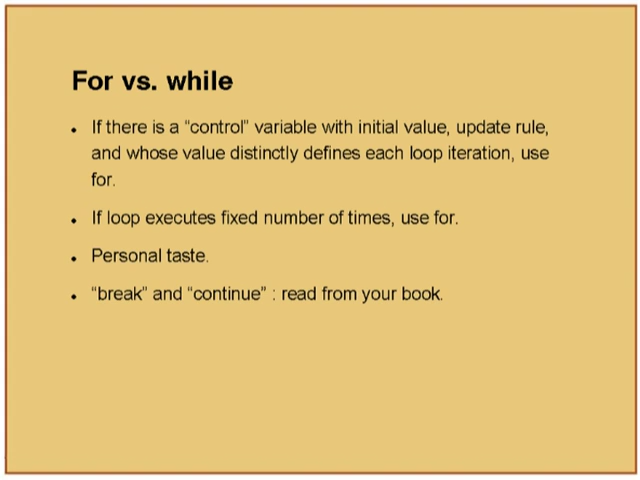 For vs. while
• If there is a “control” variable with initial value, update rule,
and whose value distinctly defines each loop iteration, use
for.
• If loop executes fixed number of times, use for.
• Personal taste.
• “break” and “continue” : read from your book.